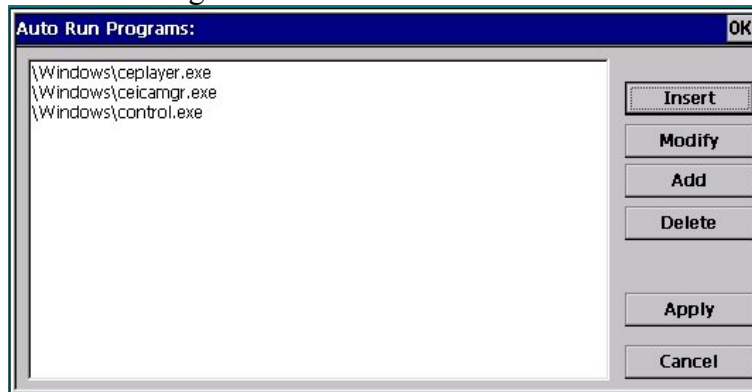 Auto Run Programs:
OK
\Windows\ceplayer.exe
\Windows\ceicamgr.exe
\Windows\control.exe
Insert
Modify
Add
Delete
Apply
Cancel